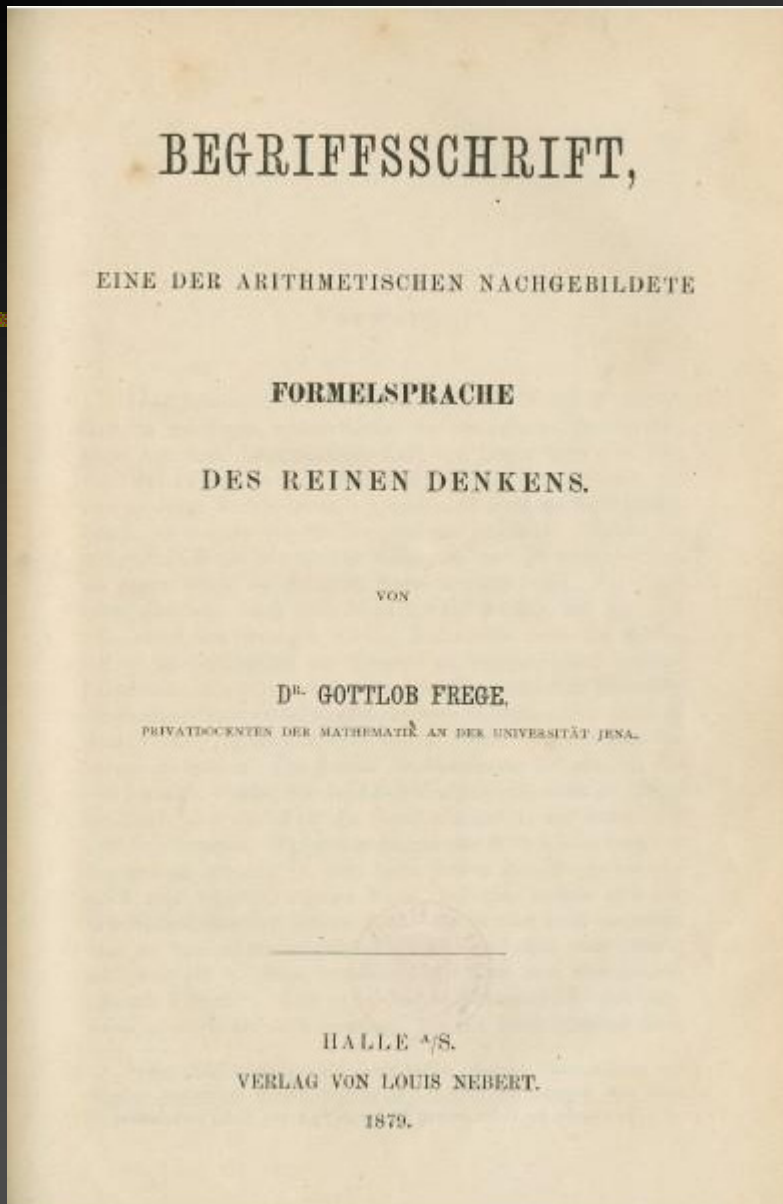 BEGRIFFSSCHRIFT,
EINE DER ARITHMETISCHEN NACHGEBILDETE
FORMELSPRACHE
DES REINEN DENKENS.
VON
DR. GOTTLOB FREGE,
PRIVATDOCENTEN DER MATHEMATIK AN DER UNIVERSITÄT JENA.
HALLE A/S.
VERLAG VON LOUIS NEBERT.
1879.